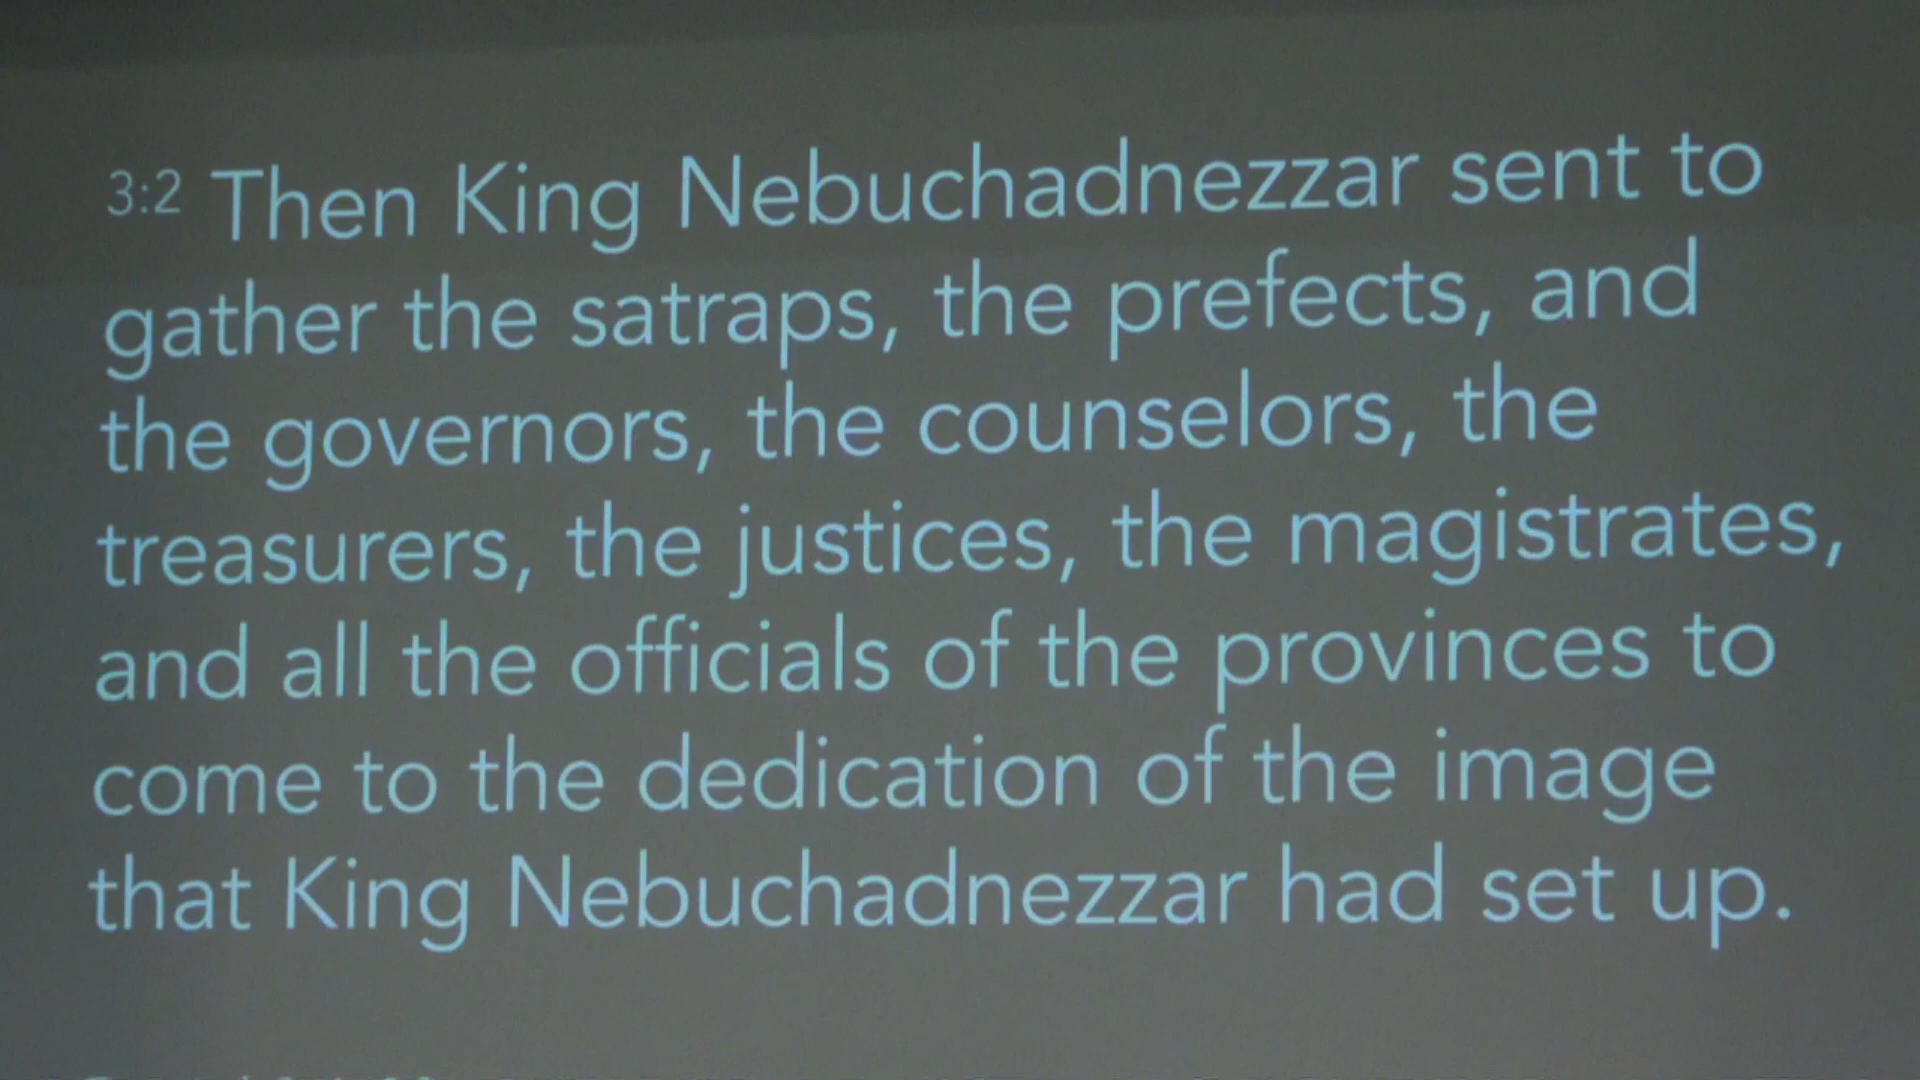 3:2 Then King Nebuchadnezzar sent to
gather the satraps, the prefects, and
the governors, the counselors, the
treasurers, the justices, the magistrates,
and all the officials of the provinces to
come to the dedication of the image
that King Nebuchadnezzar had set up.